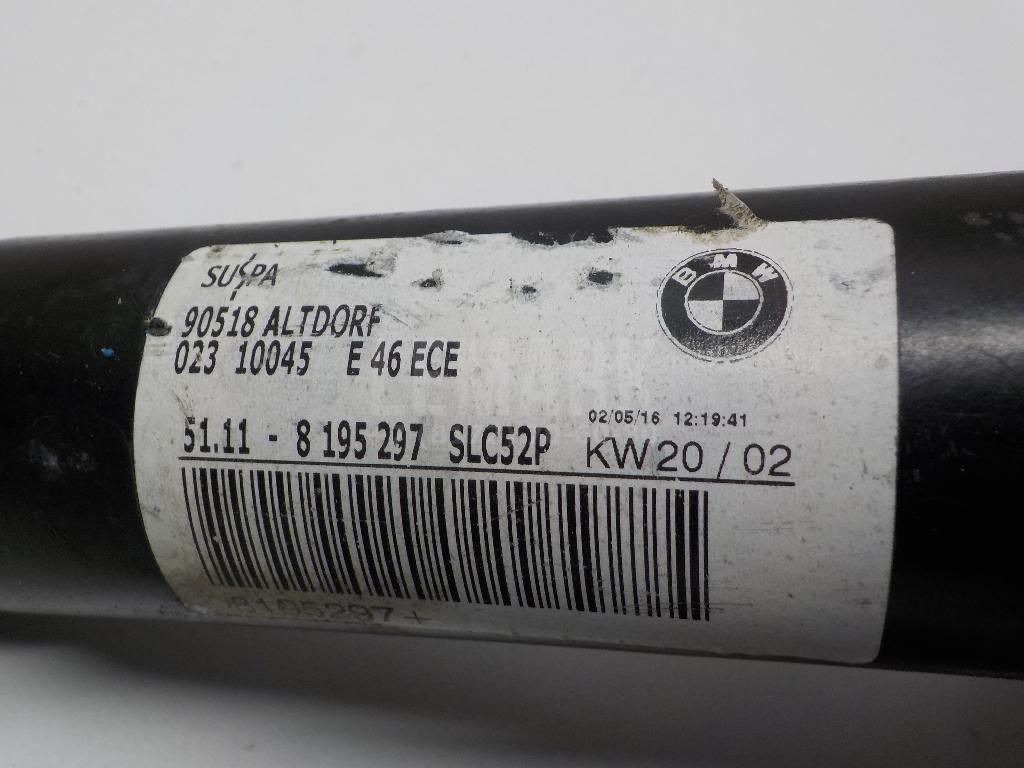 SUSPA
BMW
90518 ALTDORF
023 10045 E 46 ECE
02/05/16 12:19:41
51.11 - 8 195 297 SLC52P KW20 / 02
8195297+